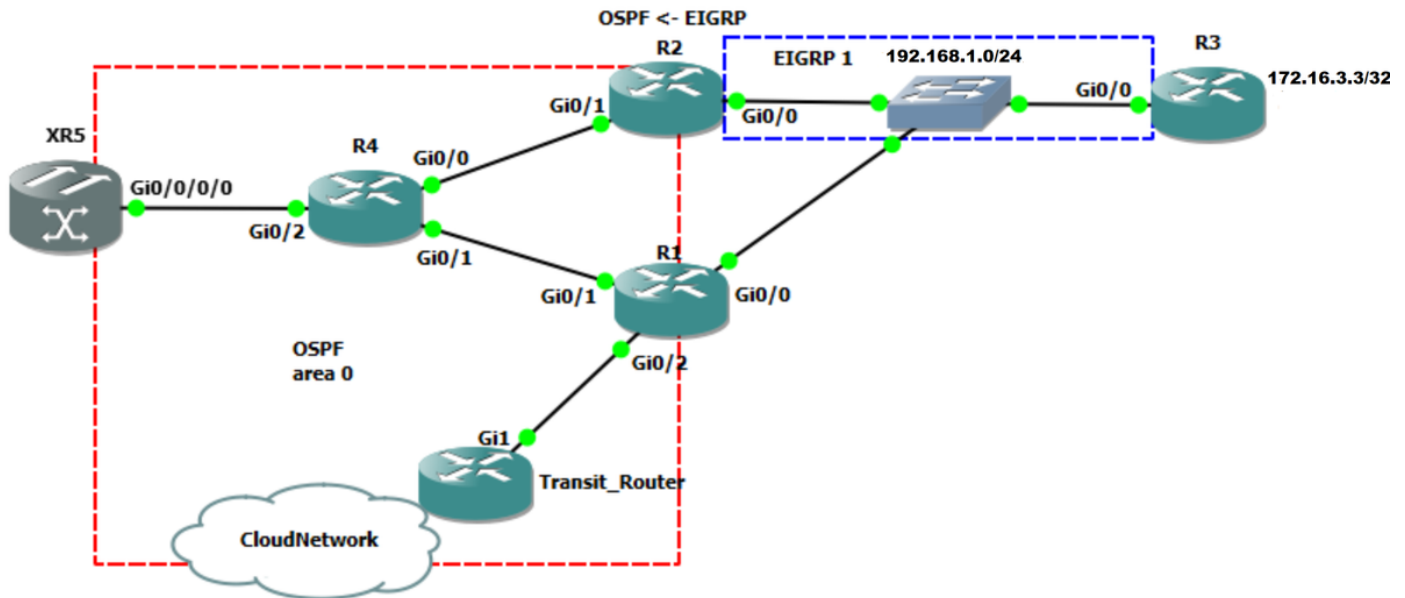 OSPF <- EIGRP
R2
EIGRP 1
192.168.1.0/24
R3
172.16.3.3/32
Gi0/1
Gi0/0
Gi0/0
XR5
R4
Gi0/0
Gi0/0/0/0
Gi0/2
Gi0/1
R1
Gi0/1
Gi0/0
OSPF
area 0
Gi0/2
Gi1
Transit_Router
CloudNetwork